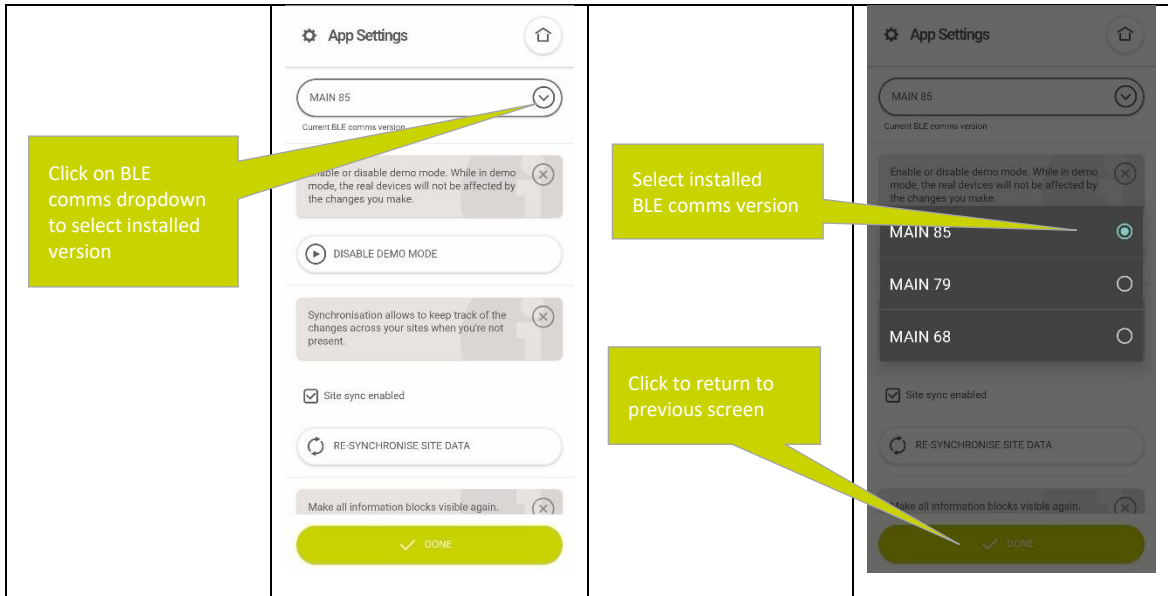 Click on BLE
comms dropdown
to select installed
version
App Settings
MAIN 85
Current BLE comms version
Enable or disable demo mode. While in demo
mode, the real devices will not be affected by
the changes you make.
DISABLE DEMO MODE
Synchronisation allows to keep track of the
changes across your sites when you're not
present.
Site sync enabled
RE-SYNCHRONISE SITE DATA
Make all information blocks visible again.
DONE
Select installed
BLE comms version
Click to return to
previous screen
App Settings
MAIN 85
Current BLE comms version
Enable or disable demo mode. While in demo
mode, the real devices will not be affected by
the changes you make.
MAIN 85
MAIN 79
MAIN 68
Site sync enabled
RE-SYNCHRONISE SITE DATA
Make all information blocks visible again.
DONE